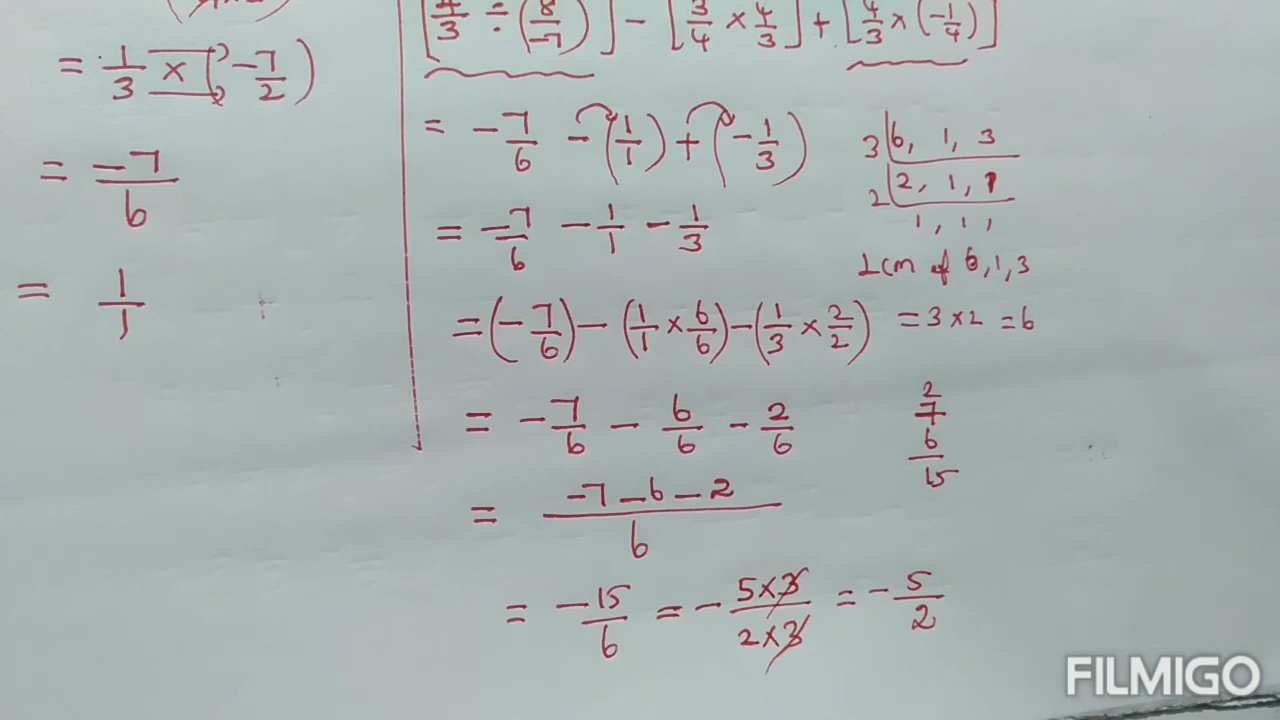 = 1/3 × (-7/2)
= -7/6
= 1/1
[4/3 ÷ (8/-7)] - [3/4 × 4/3] + [4/3 × (-1/4)]
= -7/6 - (1/1) + (-1/3)
= -7/6 - 1/1 - 1/3
= (-7/6) - (1/1 × 6/6) - (1/3 × 2/2)
= -7/6 - 6/6 - 2/6
= -7-6-2/6
= -15/6 = - 5×3/2×3 = -5/2
3 6, 1, 3
2 2, 1, 1
1, 1, 1
Lcm of 6,1,3
= 3 × 2 = 6
2
7
6
15
FILMIGO